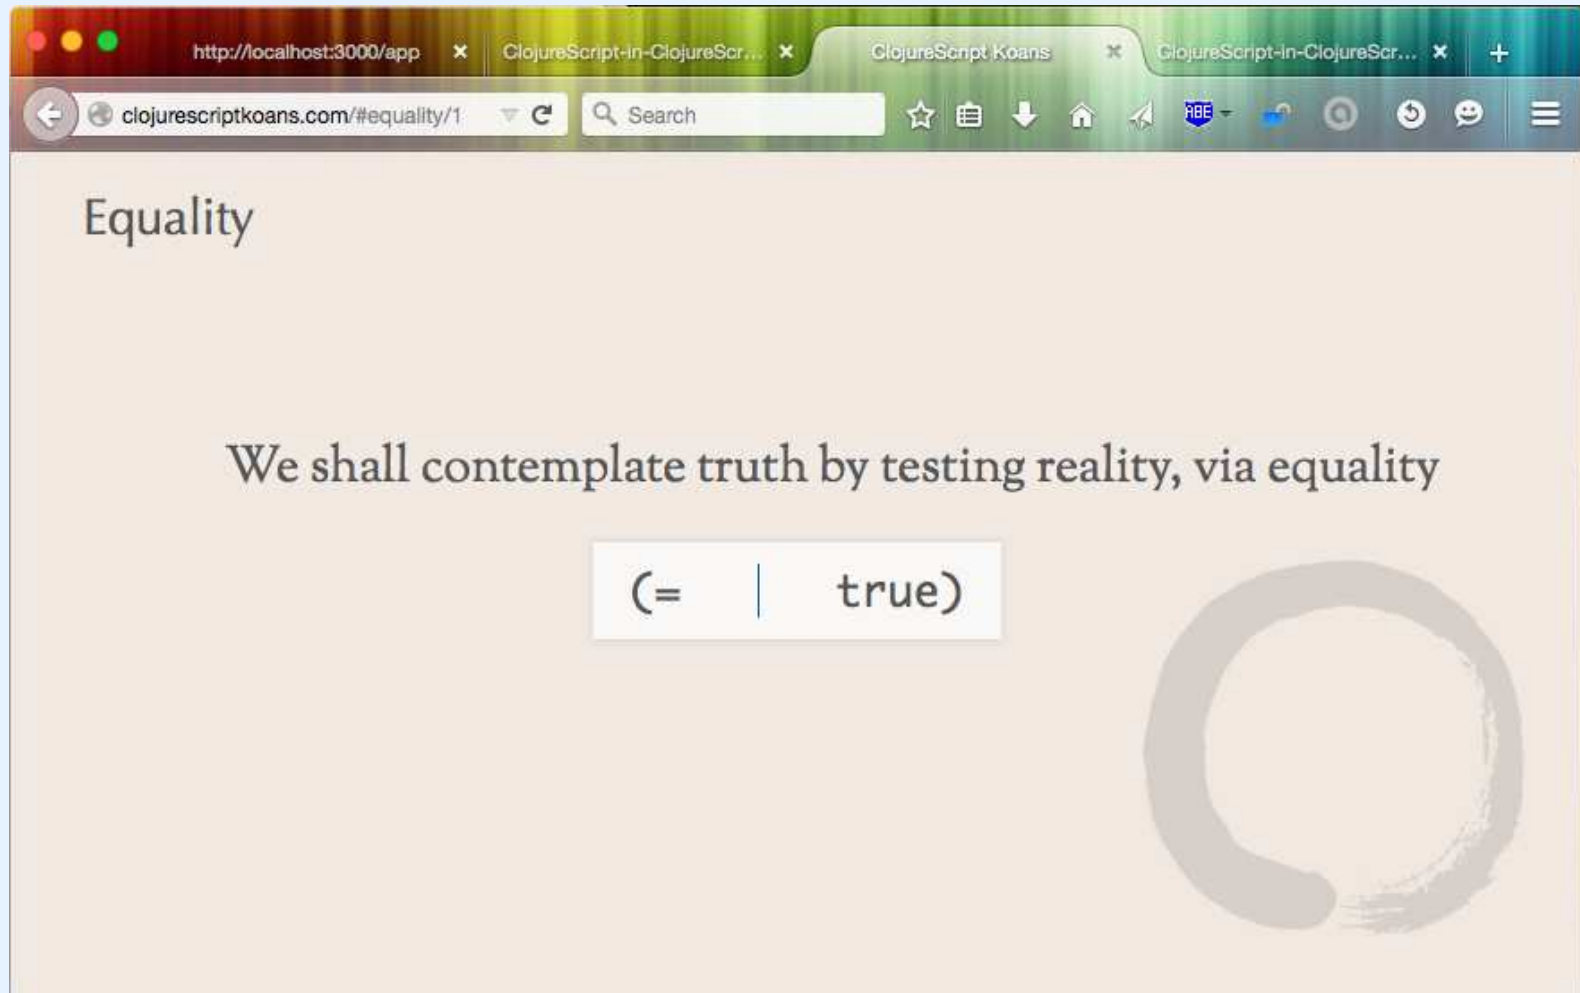 http://localhost:3000/app
ClojureScript-in-ClojureScr...
ClojureScript Koans
ClojureScript-in-ClojureScr...
clojurescriptkoans.com/#equality/1
Search
ABE
Equality
We shall contemplate truth by testing reality, via equality
(= true)